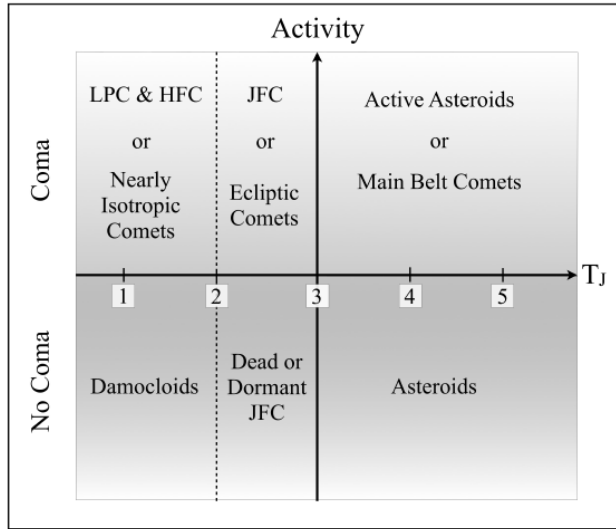 Activity
LPC & HFC
or
Nearly
Isotropic
Comets
JFC
or
Ecliptic
Comets
Active Asteroids
or
Main Belt Comets
Coma
1
2
3
4
5
TJ
No Coma
Damocloids
Dead or
Dormant
JFC
Asteroids